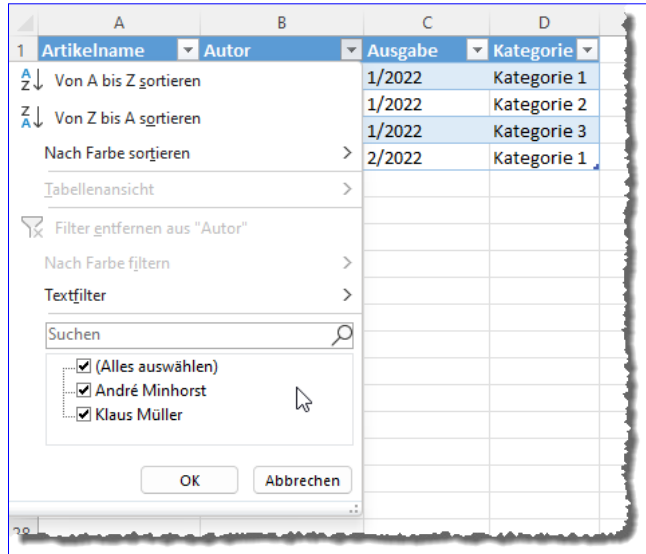 A B C D
1 Artikelname Autor Ausgabe Kategorie
Von A bis Z sortieren
Von Z bis A sortieren
Nach Farbe sortieren
Tabellenansicht
Filter entfernen aus "Autor"
Nach Farbe filtern
Textfilter
Suchen
(Alles auswählen)
André Minhorst
Klaus Müller
OK Abbrechen
1/2022 Kategorie 1
1/2022 Kategorie 2
1/2022 Kategorie 3
2/2022 Kategorie 1